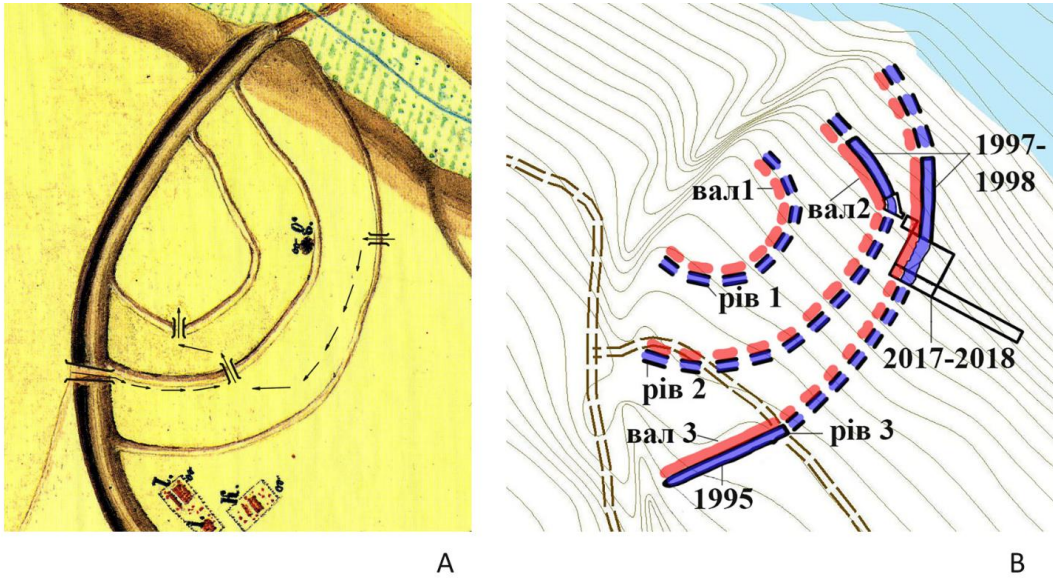 1997-
1998
вал1
вал2
рів 1
2017-2018
рів 2
вал 3
рів 3
1995
l.
k.
A
B